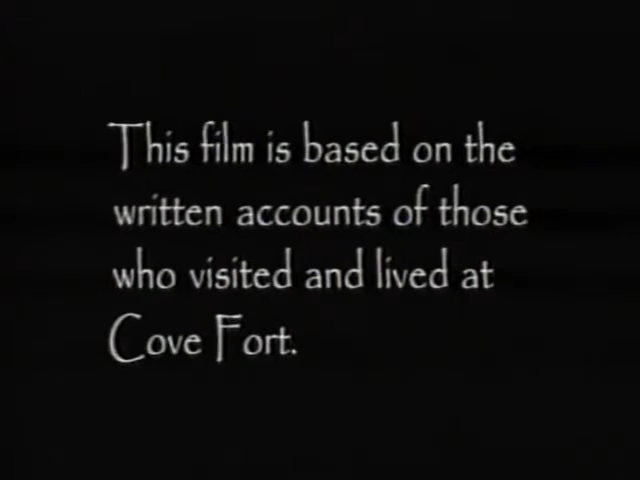 This film is based on the
written accounts of those
who visited and lived at
Cove Fort.